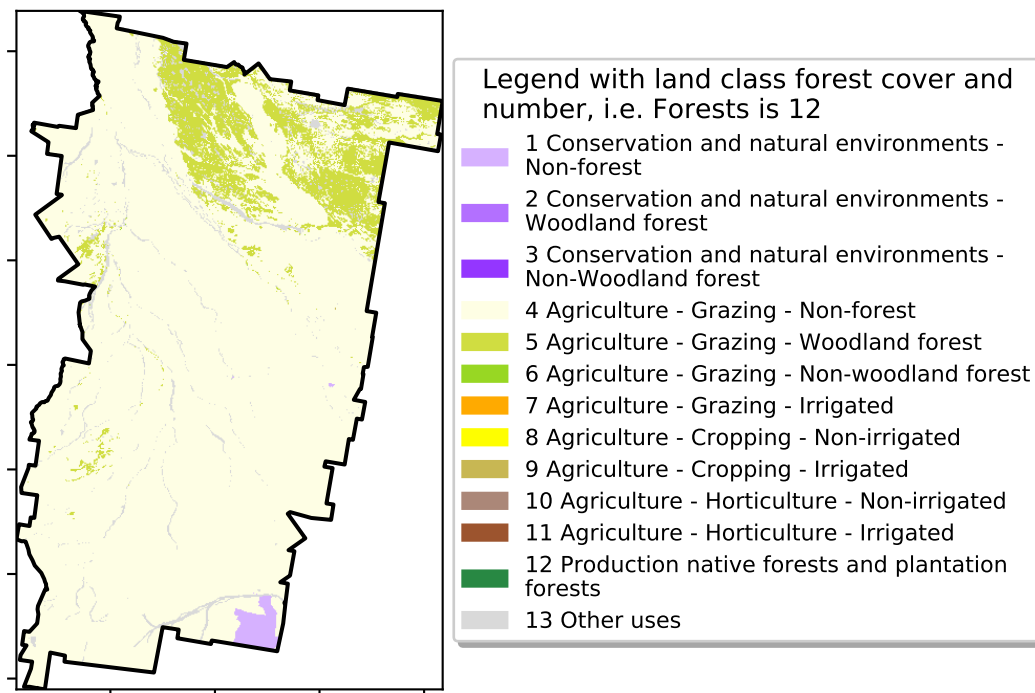 Legend with land class forest cover and
number, i.e. Forests is 12
1 Conservation and natural environments -
Non-forest
2 Conservation and natural environments -
Woodland forest
3 Conservation and natural environments -
Non-Woodland forest
4 Agriculture - Grazing - Non-forest
5 Agriculture - Grazing - Woodland forest
6 Agriculture - Grazing - Non-woodland forest
7 Agriculture - Grazing - Irrigated
8 Agriculture - Cropping - Non-irrigated
9 Agriculture - Cropping - Irrigated
10 Agriculture - Horticulture - Non-irrigated
11 Agriculture - Horticulture - Irrigated
12 Production native forests and plantation
forests
13 Other uses